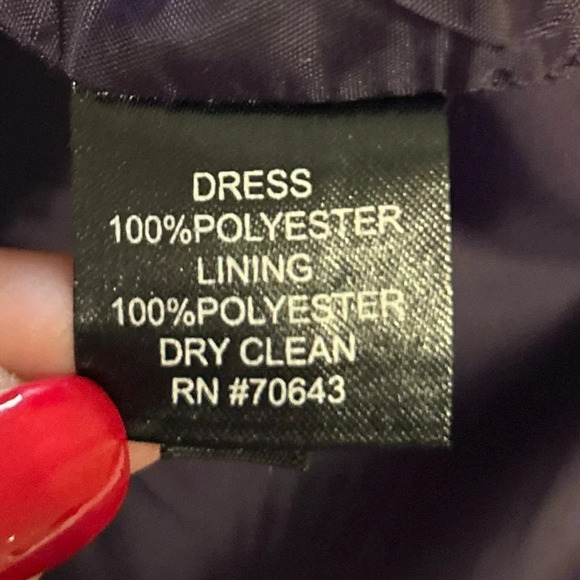 DRESS
100%POLYESTER
LINING
100%POLYESTER
DRY CLEAN
RN #70643